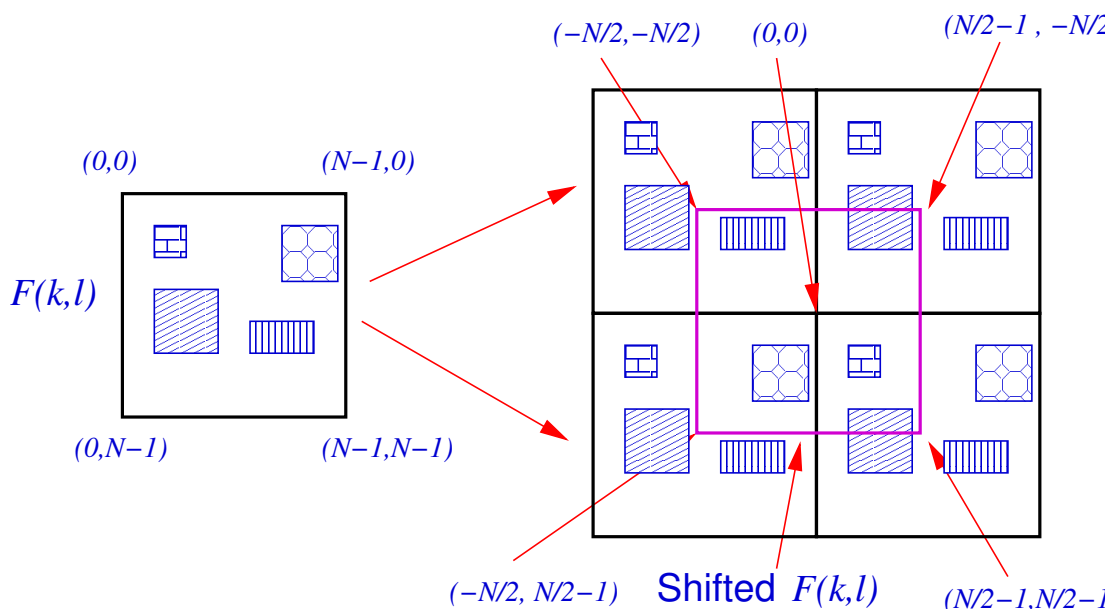 (−N/2,−N/2)
(0,0)
(N/2−1 , −N/2
(0,0)
(N−1,0)
F(k,l)
(0,N−1)
(N−1,N−1)
(−N/2, N/2−1)
Shifted F(k,l)
(N/2−1,N/2−1